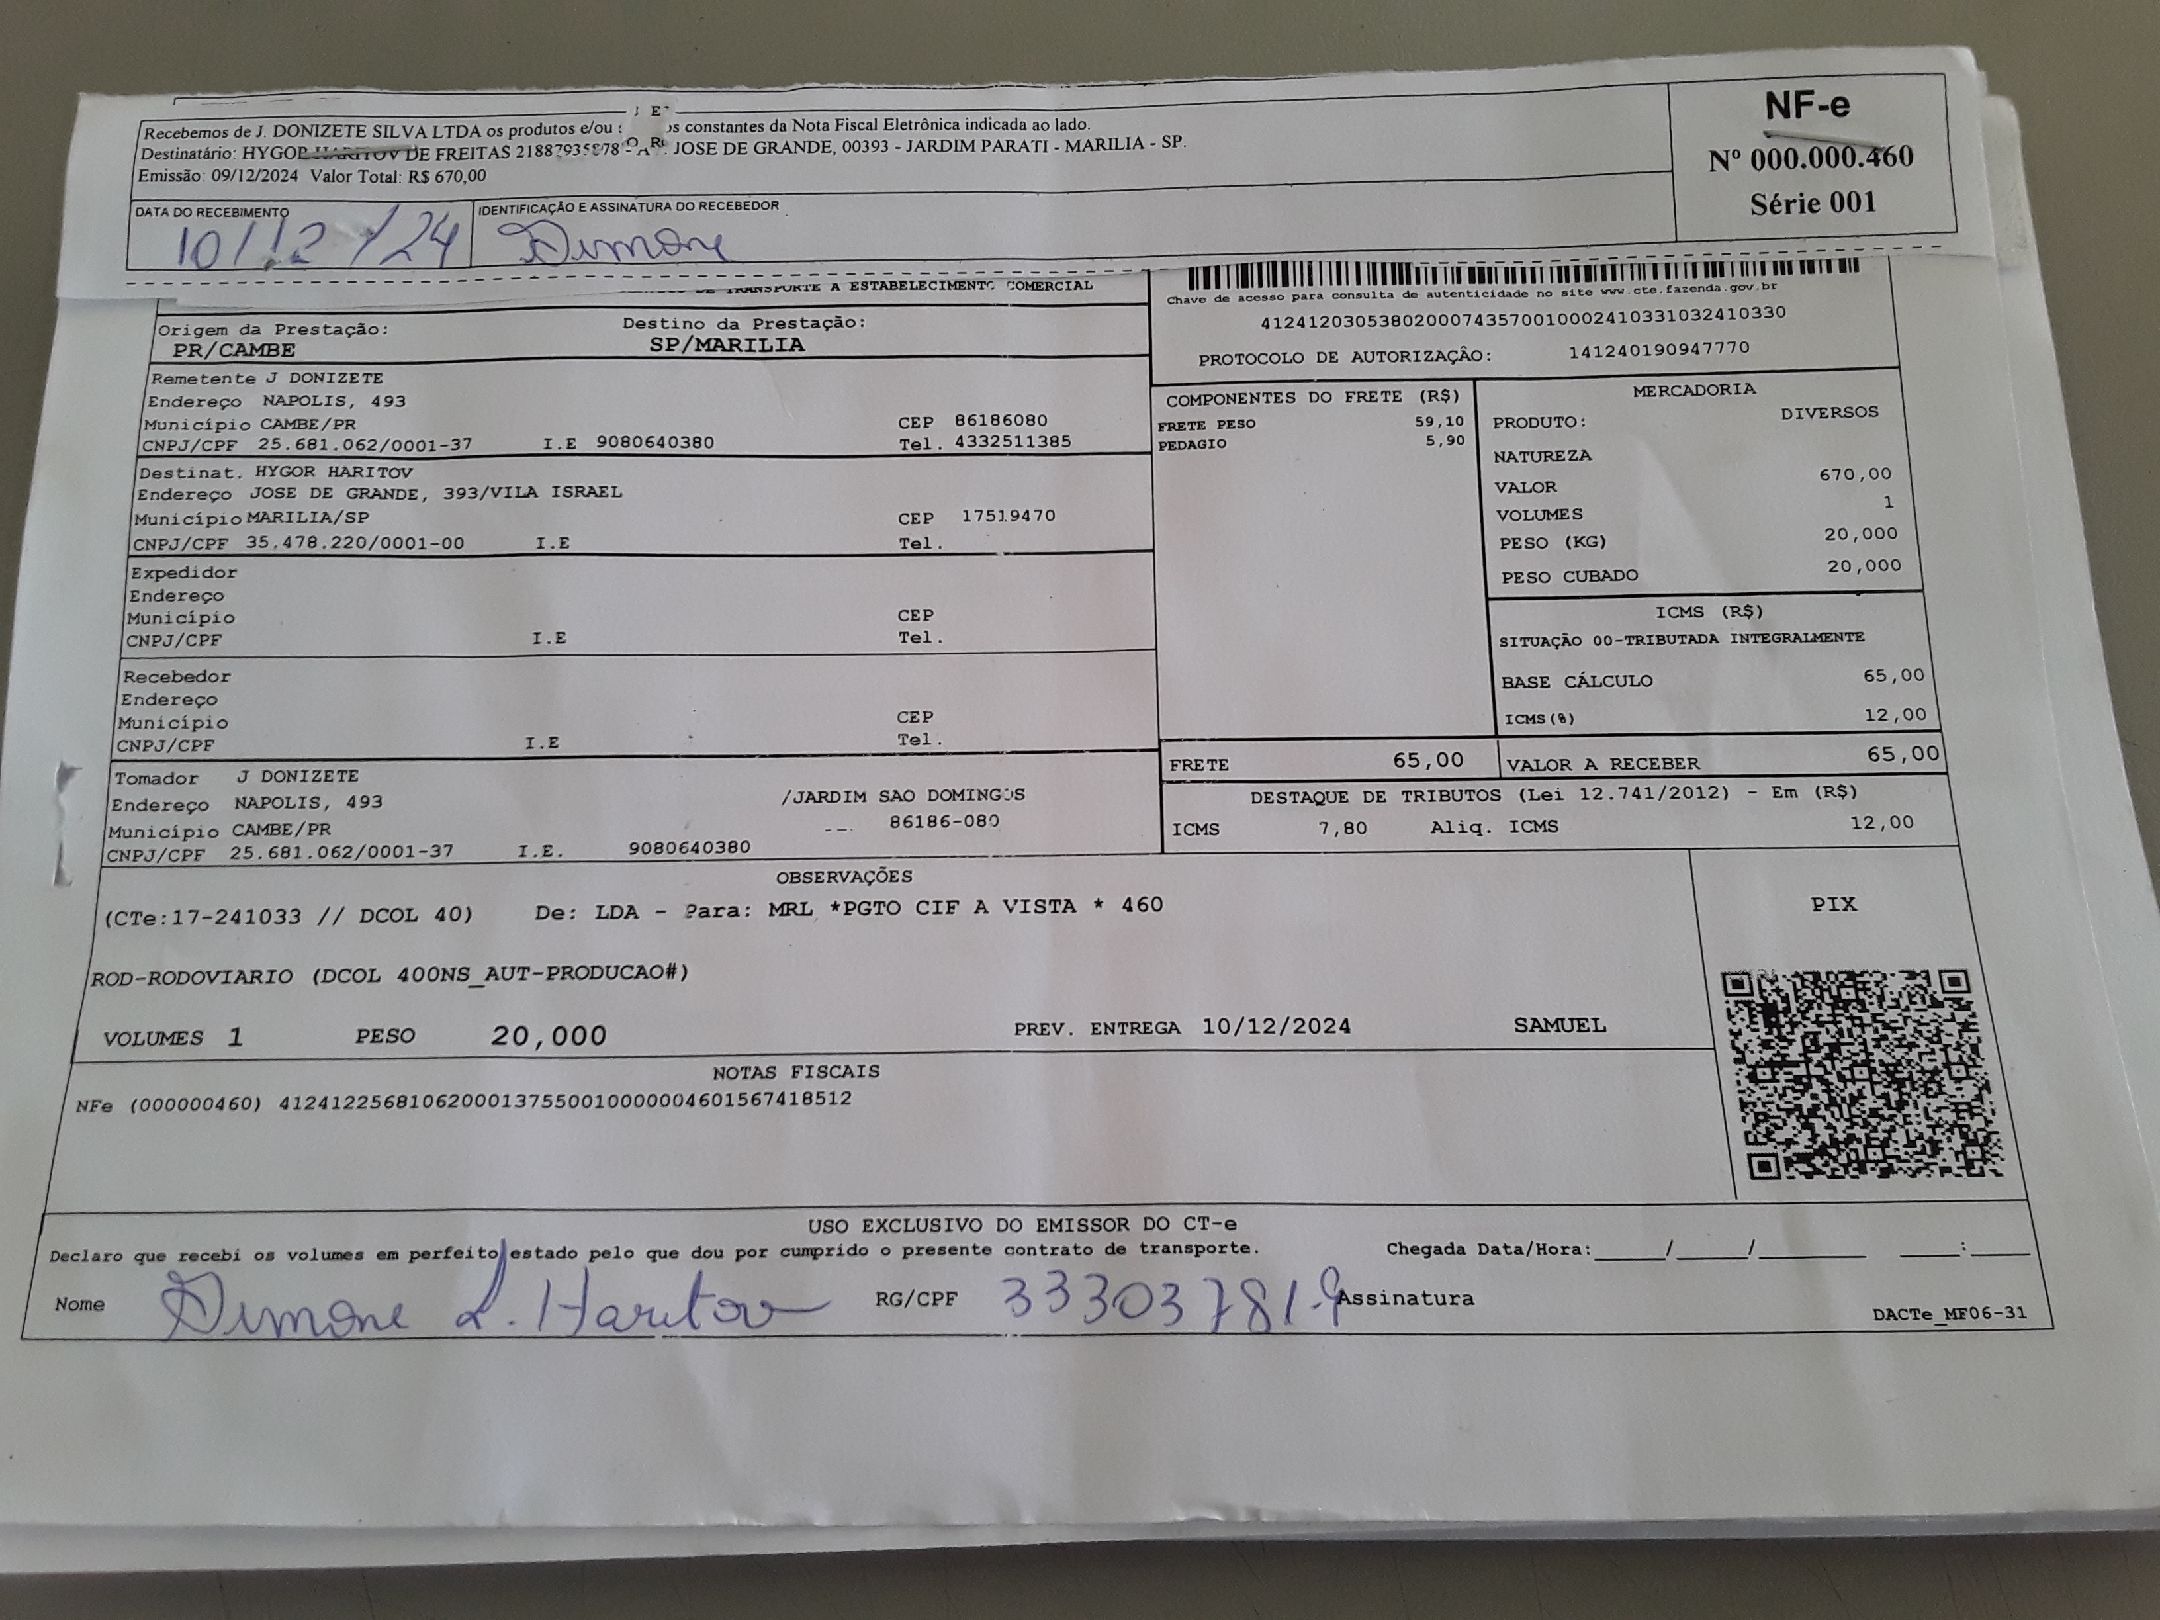 Recebemos de J. DONIZETE SILVA LTDA os produtos e/ou os constantes da Nota Fiscal Eletrônica indicada ao lado.
Destinatário: HYGOR HARITOV DE FREITAS JOSE DE GRANDE, 00393 - JARDIM PARATI - MARILIA - SP.
Emissão: 09/12/2024 Valor Total: R$ 670,00
NF-e
Nº 000.000.460
Série 001
DATA DO RECEBIMENTO
10/12/24
IDENTIFICAÇÃO E ASSINATURA DO RECEBEDOR
Simone
DE TRANSPORTE A ESTABELECIMENTO COMERCIAL
Chave de acesso para consulta de autenticidade no site www.cte.fazenda.gov.br
41241203053802000743570010002410331032410330
PROTOCOLO DE AUTORIZAÇÃO: 141240190947770
Origem da Prestação: Destino da Prestação:
PR/CAMBE SP/MARILIA
Remetente J DONIZETE
Endereço NAPOLIS, 493
Município CAMBE/PR CEP 86186080
CNPJ/CPF 25.681.062/0001-37 I.E 9080640380 Tel. 4332511385
Destinat. HYGOR HARITOV
Endereço JOSE DE GRANDE, 393/VILA ISRAEL
Município MARILIA/SP CEP 17519470
CNPJ/CPF 35.478.220/0001-00 I.E Tel.
Expedidor
Endereço
Município CEP
CNPJ/CPF I.E Tel.
Recebedor
Endereço
Município CEP
CNPJ/CPF I.E Tel.
Tomador J DONIZETE
Endereço NAPOLIS, 493 /JARDIM SAO DOMINGOS
Município CAMBE/PR 86186-080
CNPJ/CPF 25.681.062/0001-37 I.E. 9080640380
COMPONENTES DO FRETE (R$)
FRETE PESO 59,10
PEDAGIO 5,90
MERCADORIA
PRODUTO: DIVERSOS
NATUREZA
VALOR 670,00
VOLUMES 1
PESO (KG) 20,000
PESO CUBADO 20,000
ICMS (R$)
SITUAÇÃO 00-TRIBUTADA INTEGRALMENTE
BASE CÁLCULO 65,00
ICMS(%) 12,00
FRETE 65,00 VALOR A RECEBER 65,00
DESTAQUE DE TRIBUTOS (Lei 12.741/2012) - Em (R$)
ICMS 7,80 Aliq. ICMS 12,00
OBSERVAÇÕES
(CTe:17-241033 // DCOL 40) De: LDA - Para: MRL *PGTO CIF A VISTA * 460
PIX
ROD-RODOVIARIO (DCOL 400NS_AUT-PRODUCAO#)
VOLUMES 1 PESO 20,000 PREV. ENTREGA 10/12/2024 SAMUEL
NOTAS FISCAIS
NFe (000000460) 41241225681062000137550010000004601567418512
USO EXCLUSIVO DO EMISSOR DO CT-e
Declaro que recebi os volumes em perfeito estado pelo que dou por cumprido o presente contrato de transporte. Chegada Data/Hora:_____/_____/________ ____:____
Nome Simone L. Haritov RG/CPF 33303781-9 Assinatura
DACTe_MF06-31